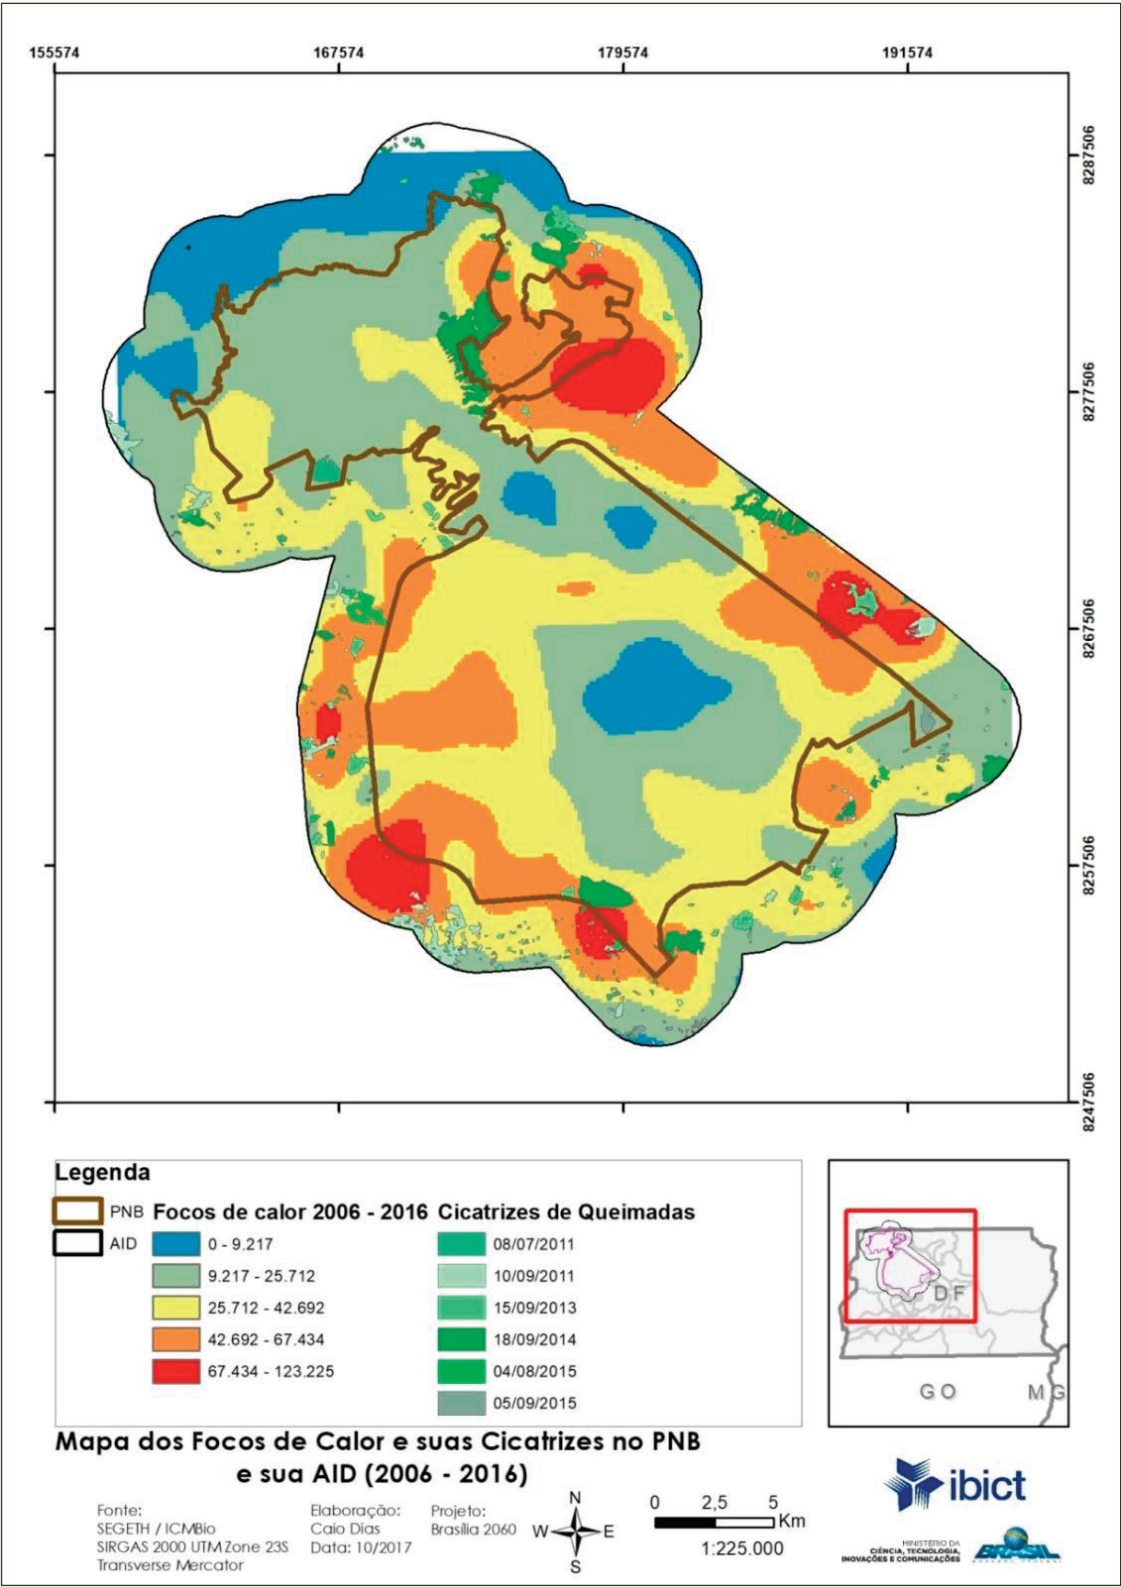 155574 167574 179574 191574
8287506
8277506
8267506
8257506
8247506
Legenda
PNB
AID
Focos de calor 2006 - 2016
0 - 9.217
9.217 - 25.712
25.712 - 42.692
42.692 - 67.434
67.434 - 123.225
Cicatrizes de Queimadas
08/07/2011
10/09/2011
15/09/2013
18/09/2014
04/08/2015
05/09/2015
DF
GO
MG
Mapa dos Focos de Calor e suas Cicatrizes no PNB
e sua AID (2006 - 2016)
Fonte:
SEGETH / ICMBio
SIRGAS 2000 UTM Zone 23S
Transverse Mercator
Elaboração:
Caio Dias
Data: 10/2017
Projeto:
Brasília 2060
N
W E
S
0 2,5 5
Km
1:225.000
ibict
MINISTÉRIO DA
CIÊNCIA, TECNOLOGIA,
INOVAÇÕES E COMUNICAÇÕES
BRASIL
GOVERNO FEDERAL